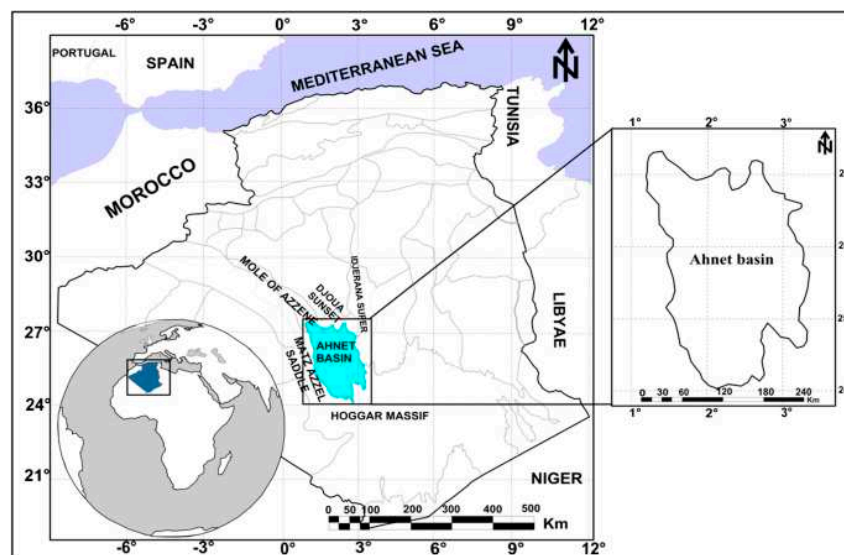 -6° -3° 0° 3° 6° 9° 12°
PORTUGAL
SPAIN
MEDITERRANEAN SEA
N
TUNISIA
36°
MOROCCO
33°
30°
MOLE OF AZZENE
DJOUA
SUNSET
IDJERANA SUPER
LIBYAE
27°
AHNET
BASIN
MATZ AZZEL
SADDLE
24°
HOGGAR MASSIF
21°
NIGER
0 50 100 200 300 400 500
Km
-6° -3° 0° 3° 6° 9° 12°
1° 2° 3°
N
Ahnet basin
0 30 60 120 180 240
Km
1° 2° 3°